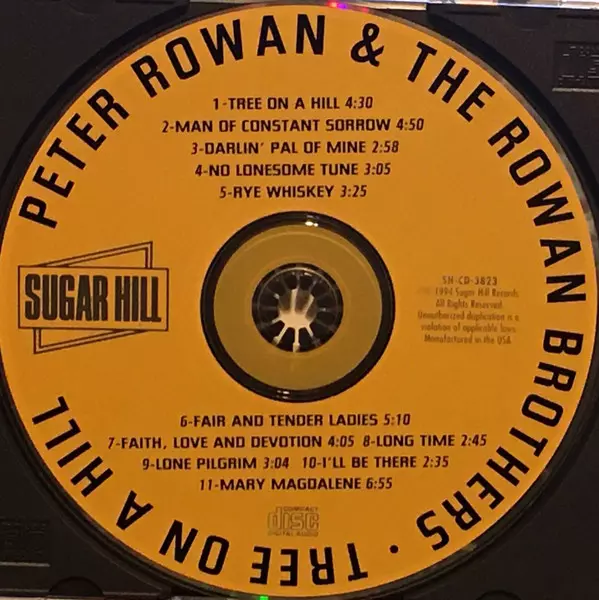 PETER ROWAN & THE ROWAN BROTHERS · TREE ON A HILL
1-TREE ON A HILL 4:30
2-MAN OF CONSTANT SORROW 4:50
3-DARLIN' PAL OF MINE 2:58
4-NO LONESOME TUNE 3:05
5-RYE WHISKEY 3:25
SUGAR HILL
SH-CD-3823
1994 Sugar Hill Records
All Rights Reserved.
Unauthorized duplication is a
violation of applicable laws.
Manufactured in the USA
6-FAIR AND TENDER LADIES 5:10
7-FAITH, LOVE AND DEVOTION 4:05 8-LONG TIME 2:45
9-LONE PILGRIM 3:04 10-I'LL BE THERE 2:35
11-MARY MAGDALENE 6:55
COMPACT
disc
DIGITAL AUDIO